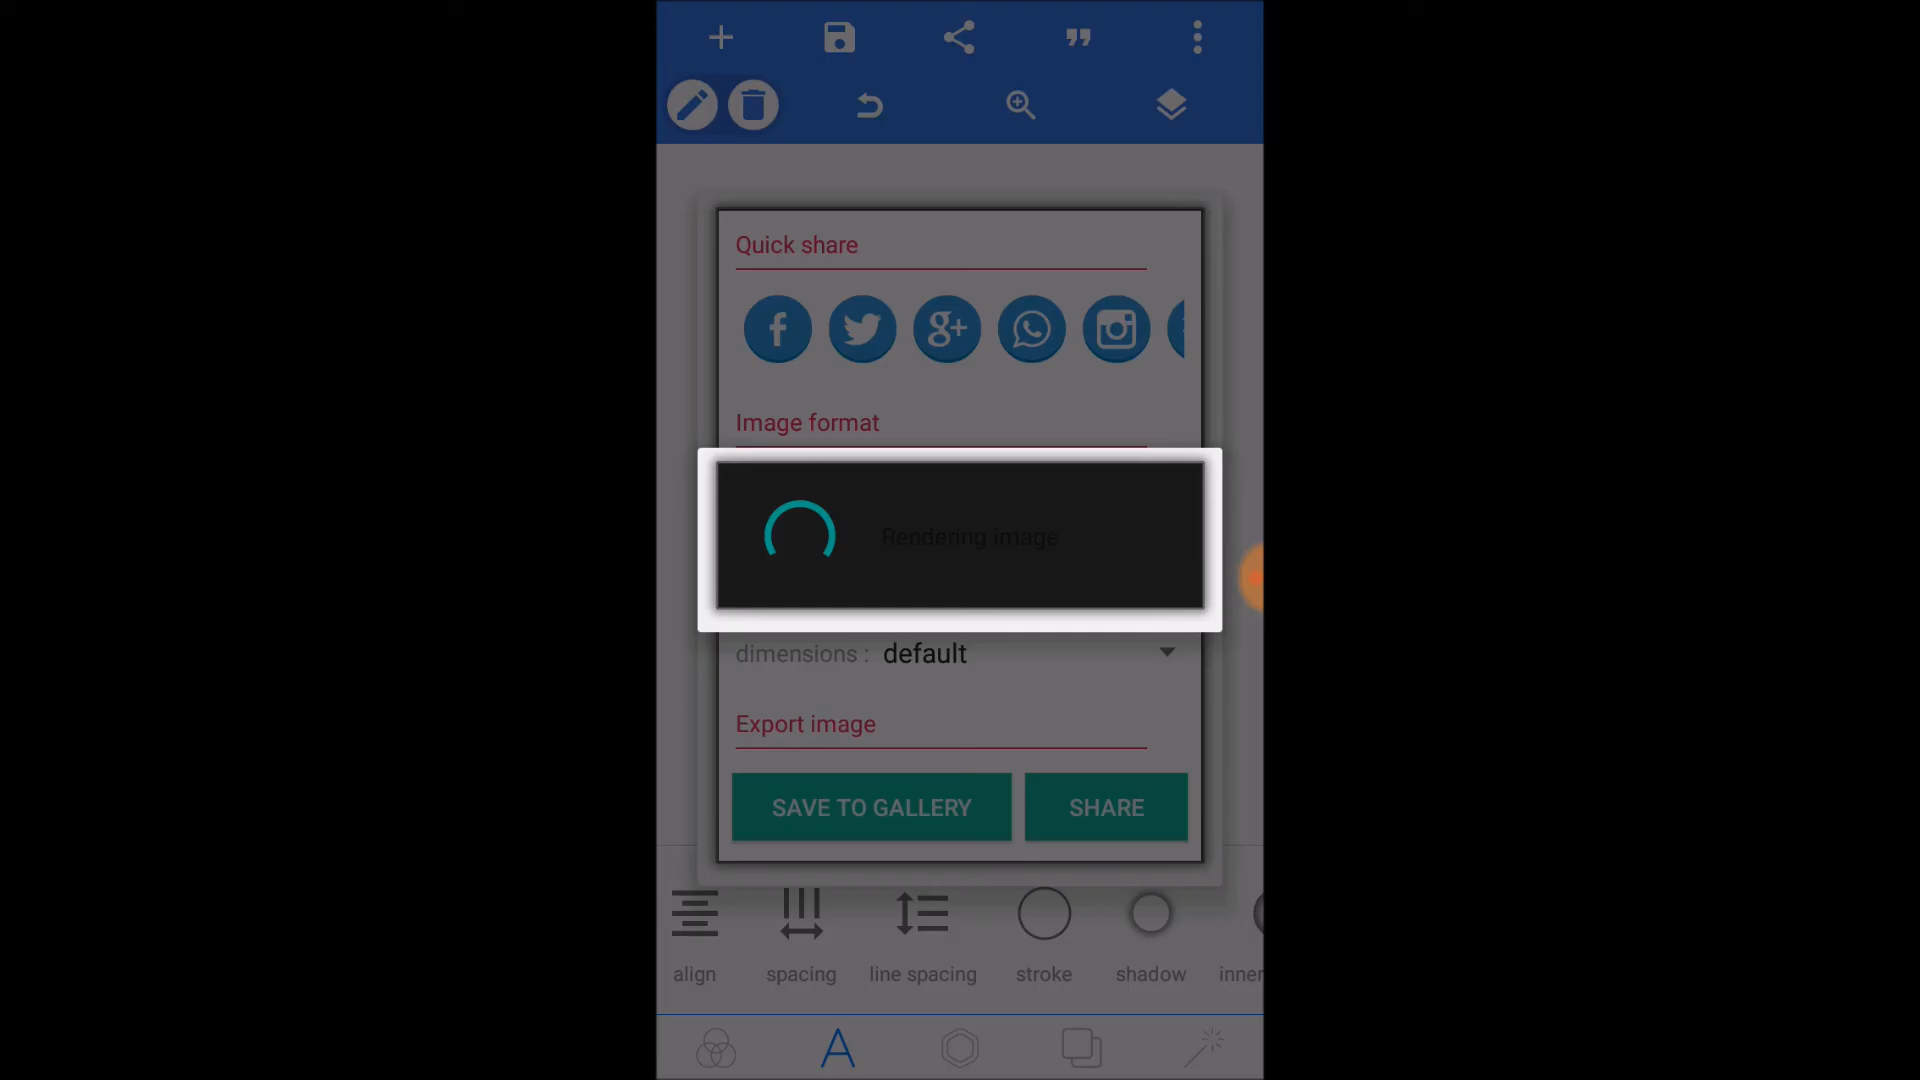 Quick share
Image format
Rendering image
dimensions : default
Export image
SAVE TO GALLERY SHARE
align spacing line spacing stroke shadow inner